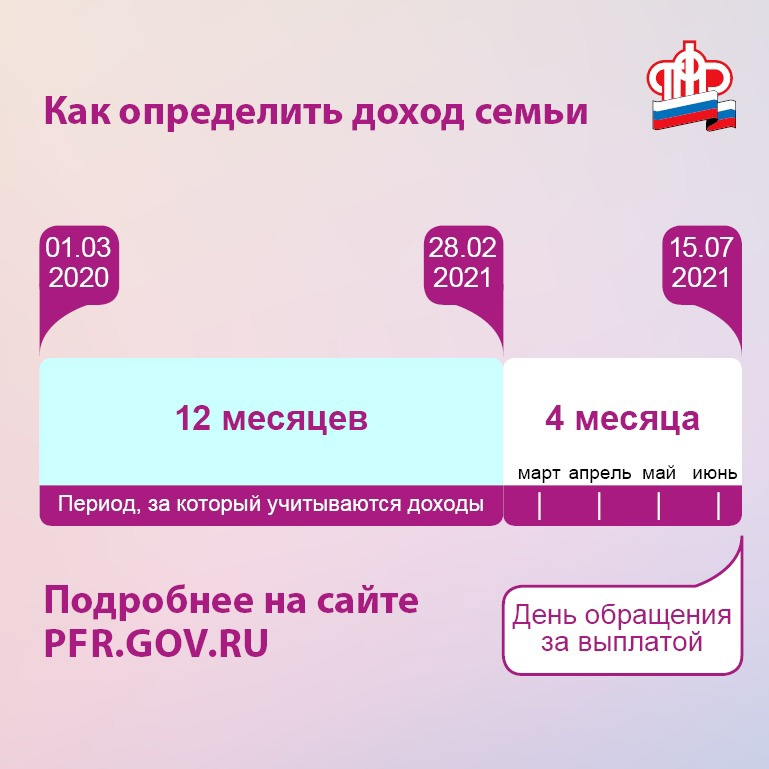 Как определить доход семьи
ПФР
01.03
2020
28.02
2021
15.07
2021
12 месяцев
4 месяца
март апрель май июнь
Период, за который учитываются доходы
Подробнее на сайте
PFR.GOV.RU
День обращения
за выплатой